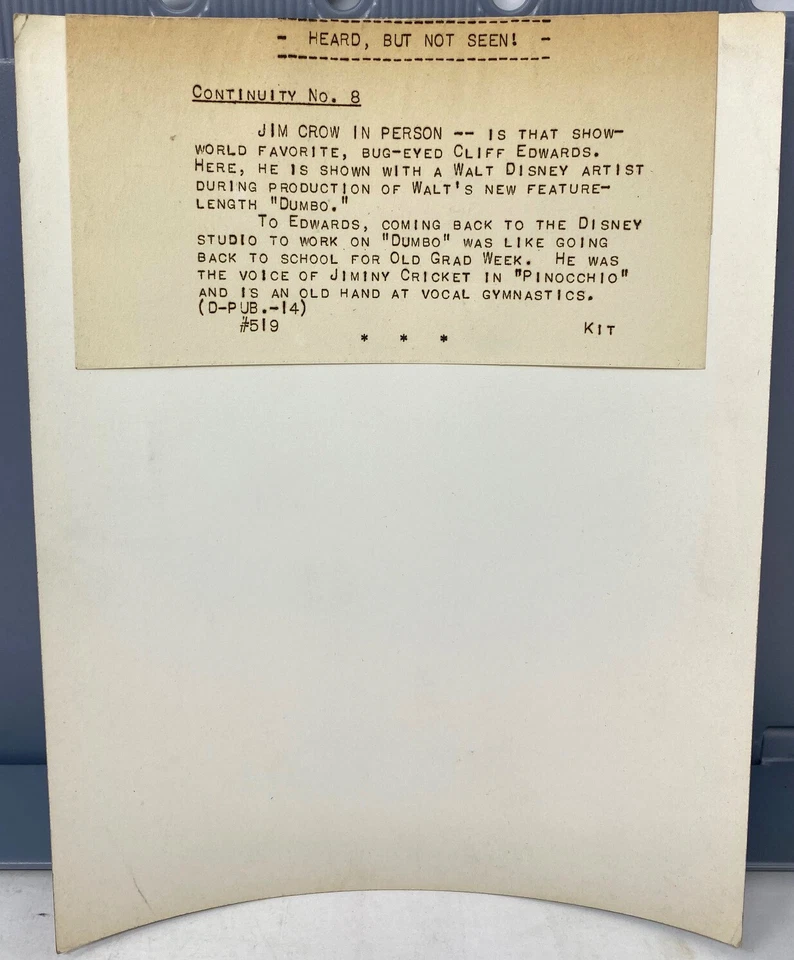 - HEARD, BUT NOT SEEN! -
CONTINUITY NO. 8
JIM CROW IN PERSON -- IS THAT SHOW-
WORLD FAVORITE, BUG-EYED CLIFF EDWARDS.
HERE, HE IS SHOWN WITH A WALT DISNEY ARTIST
DURING PRODUCTION OF WALT'S NEW FEATURE-
LENGTH "DUMBO."
TO EDWARDS, COMING BACK TO THE DISNEY
STUDIO TO WORK ON "DUMBO" WAS LIKE GOING
BACK TO SCHOOL FOR OLD GRAD WEEK. HE WAS
THE VOICE OF JIMINY CRICKET IN "PINOCCHIO"
AND IS AN OLD HAND AT VOCAL GYMNASTICS.
(D-PUB.-14)
#519 KIT
* * *